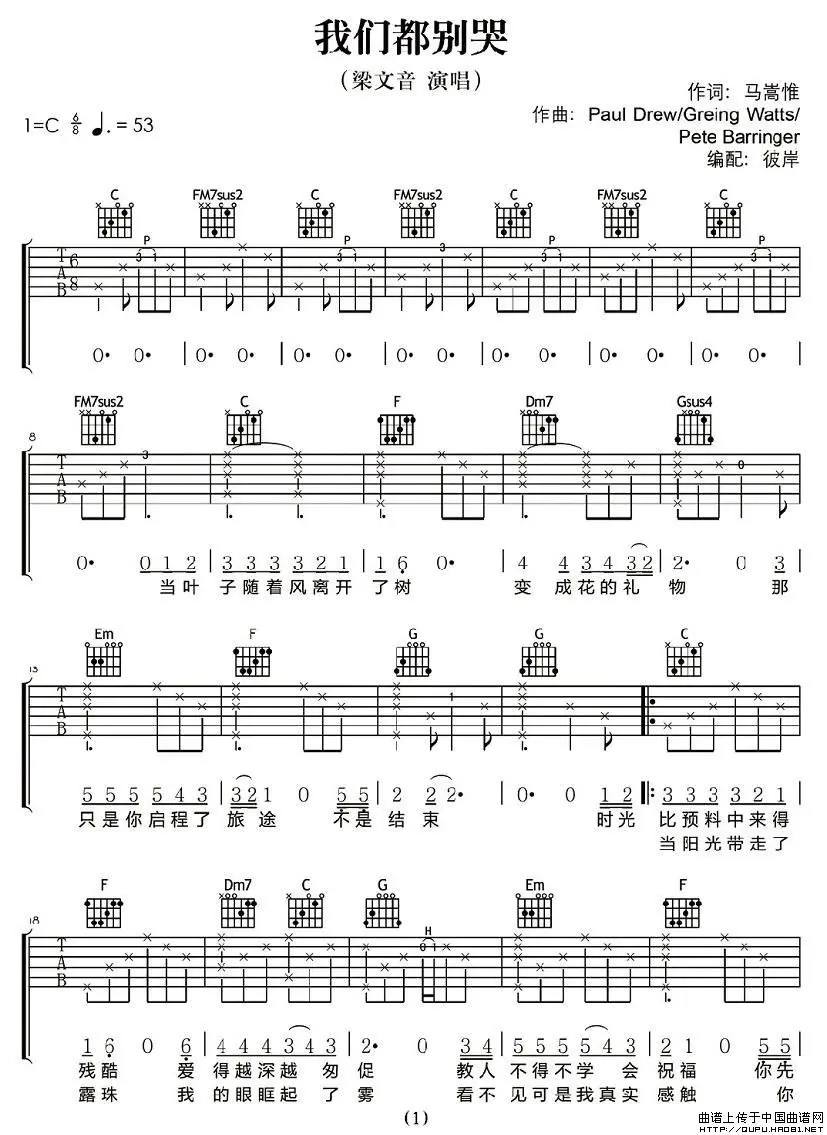 我们都别哭
(梁文音 演唱)
作词: 马嵩惟
1=C 6/8 ♩. = 53
作曲: Paul Drew/Greing Watts/
Pete Barringer
编配: 彼岸
C FM7sus2 C FM7sus2 C FM7sus2 C
P 3 P 3 P P
T A B 6 8 3 1 3 1 3 1 3 1
0· 0· 0· 0· 0· 0· 0·
FM7sus2 C F Dm7 Gsus4
8 3
T A B 0
0· 0 1 2 3 3 3 3 2 1 1 6 0· 4 4 3 4 3 2 2· 0 3
当叶 子随着风离开 了树 变 成花的礼 物 那
Em F G G C
13
T A B 1
5 5 5 5 4 3 3 2 1 0 5 5 2 2 2· 0· 0 1 2 3 3 3 3 2 1
只是你启程了 旅途 不是 结 束 时光 比预料中来得
当阳光带走了
F Dm7 C G Em F
18 H
T A B 0 1
1 6 0 6 4 4 4 4 3 4 2· 0 3 4 5 5 5 5 3 4 2 1 0 5 5
残酷 爱 得越深越 匆 促 教人 不得不学 会 祝福 你先
露珠 我 的眼眶起 了 雾 看不 见可是我真实 感触 你
(1)
曲谱上传于中国曲谱网
HTTP://QUPU.HAO81.NET